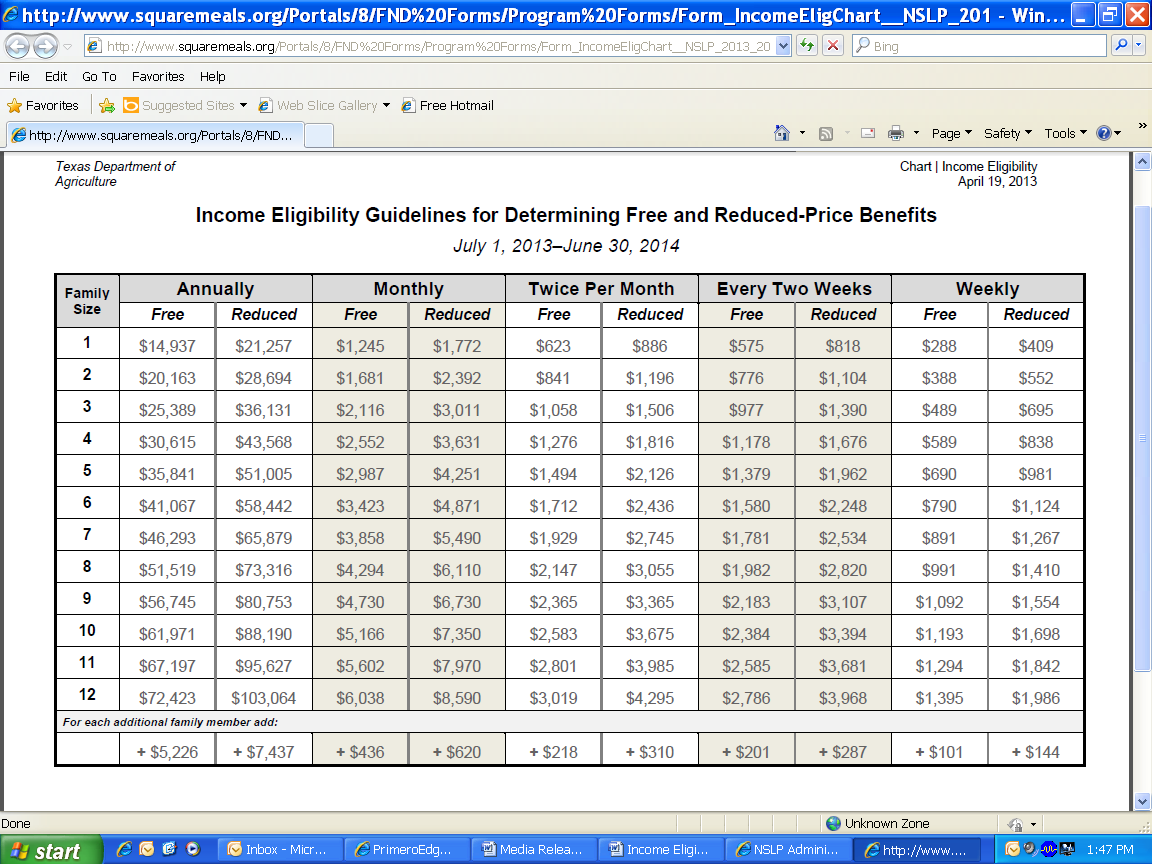 http://www.squaremeals.org/Portals/8/FND%20Forms/Program%20Forms/Form_IncomeEligChart__NSLP_201 - Win...
http://www.squaremeals.org/Portals/8/FND%20Forms/Program%20Forms/Form_IncomeEligChart__NSLP_2013_20 Bing
File Edit Go To Favorites Help
Favorites Suggested Sites Web Slice Gallery Free Hotmail
http://www.squaremeals.org/Portals/8/FND... Page Safety Tools »
Texas Department of
Agriculture
Chart | Income Eligibility
April 19, 2013
Income Eligibility Guidelines for Determining Free and Reduced-Price Benefits
July 1, 2013–June 30, 2014
Family Size Annually Monthly Twice Per Month Every Two Weeks Weekly
Free Reduced Free Reduced Free Reduced Free Reduced Free Reduced
1 $14,937 $21,257 $1,245 $1,772 $623 $886 $575 $818 $288 $409
2 $20,163 $28,694 $1,681 $2,392 $841 $1,196 $776 $1,104 $388 $552
3 $25,389 $36,131 $2,116 $3,011 $1,058 $1,506 $977 $1,390 $489 $695
4 $30,615 $43,568 $2,552 $3,631 $1,276 $1,816 $1,178 $1,676 $589 $838
5 $35,841 $51,005 $2,987 $4,251 $1,494 $2,126 $1,379 $1,962 $690 $981
6 $41,067 $58,442 $3,423 $4,871 $1,712 $2,436 $1,580 $2,248 $790 $1,124
7 $46,293 $65,879 $3,858 $5,490 $1,929 $2,745 $1,781 $2,534 $891 $1,267
8 $51,519 $73,316 $4,294 $6,110 $2,147 $3,055 $1,982 $2,820 $991 $1,410
9 $56,745 $80,753 $4,730 $6,730 $2,365 $3,365 $2,183 $3,107 $1,092 $1,554
10 $61,971 $88,190 $5,166 $7,350 $2,583 $3,675 $2,384 $3,394 $1,193 $1,698
11 $67,197 $95,627 $5,602 $7,970 $2,801 $3,985 $2,585 $3,681 $1,294 $1,842
12 $72,423 $103,064 $6,038 $8,590 $3,019 $4,295 $2,786 $3,968 $1,395 $1,986
For each additional family member add:
+ $5,226 + $7,437 + $436 + $620 + $218 + $310 + $201 + $287 + $101 + $144
Done Unknown Zone
start Inbox - Micr... PrimeroEdg... Media Relea... Income Eligi... NSLP Admini... http://www.... 1:47 PM